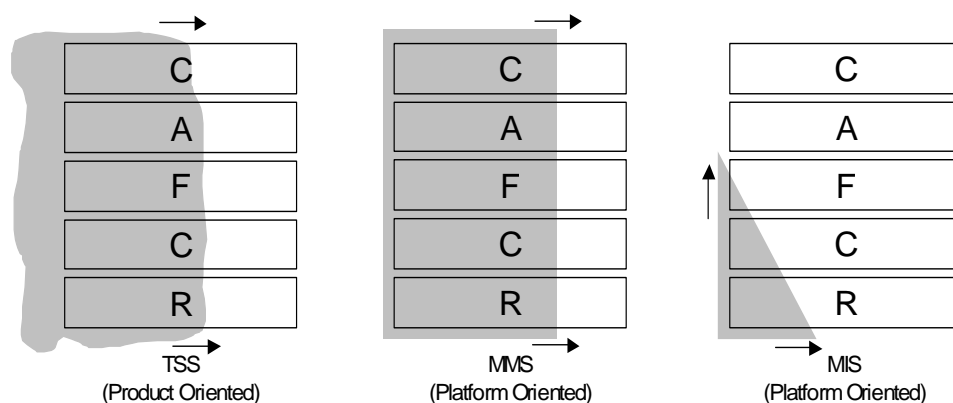 C
A
F
C
R
TSS
(Product Oriented)
C
A
F
C
R
MMS
(Platform Oriented)
C
A
F
C
R
MIS
(Platform Oriented)